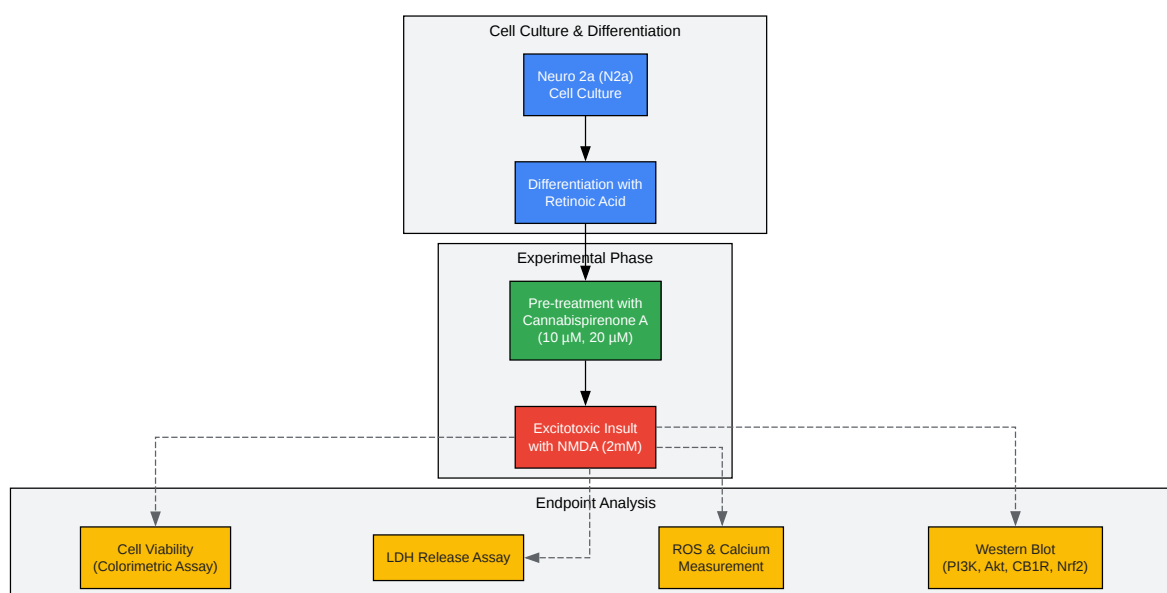 Cell Culture & Differentiation
Neuro 2a (N2a)
Cell Culture
Differentiation with
Retinoic Acid
Experimental Phase
Pre-treatment with
Cannabispirenone A
(10 µM, 20 µM)
Excitotoxic Insult
with NMDA (2mM)
Endpoint Analysis
Cell Viability
(Colorimetric Assay)
LDH Release Assay
ROS & Calcium
Measurement
Western Blot
(PI3K, Akt, CB1R, Nrf2)